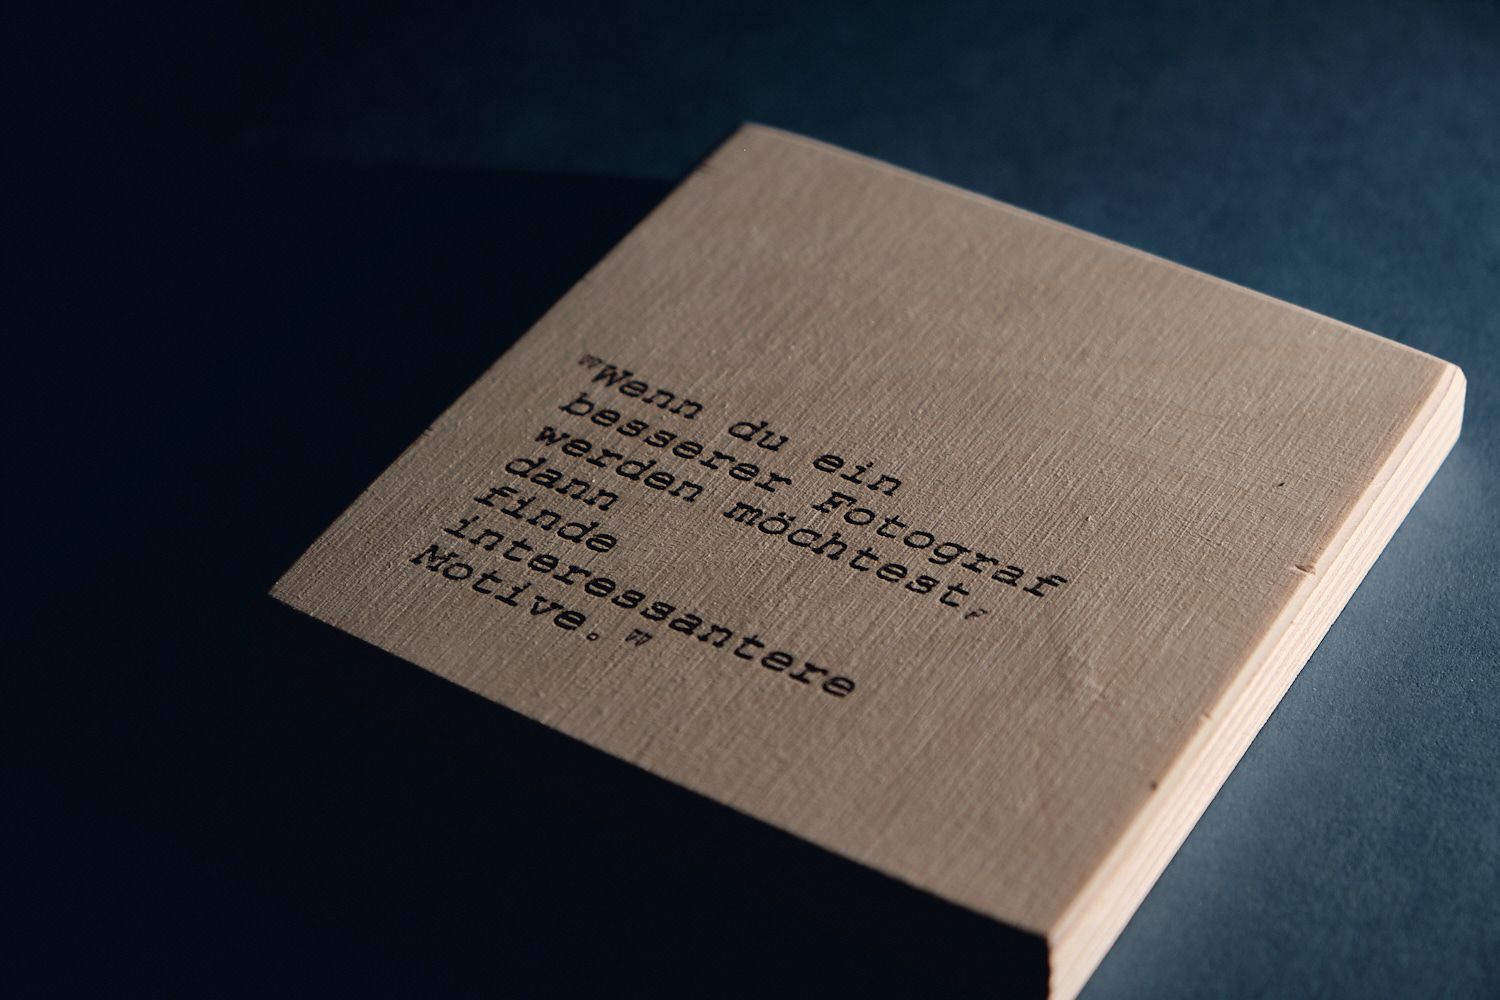 "Wenn du ein
besserer Fotograf
werden möchtest,
dann
finde
interessantere
Motive."